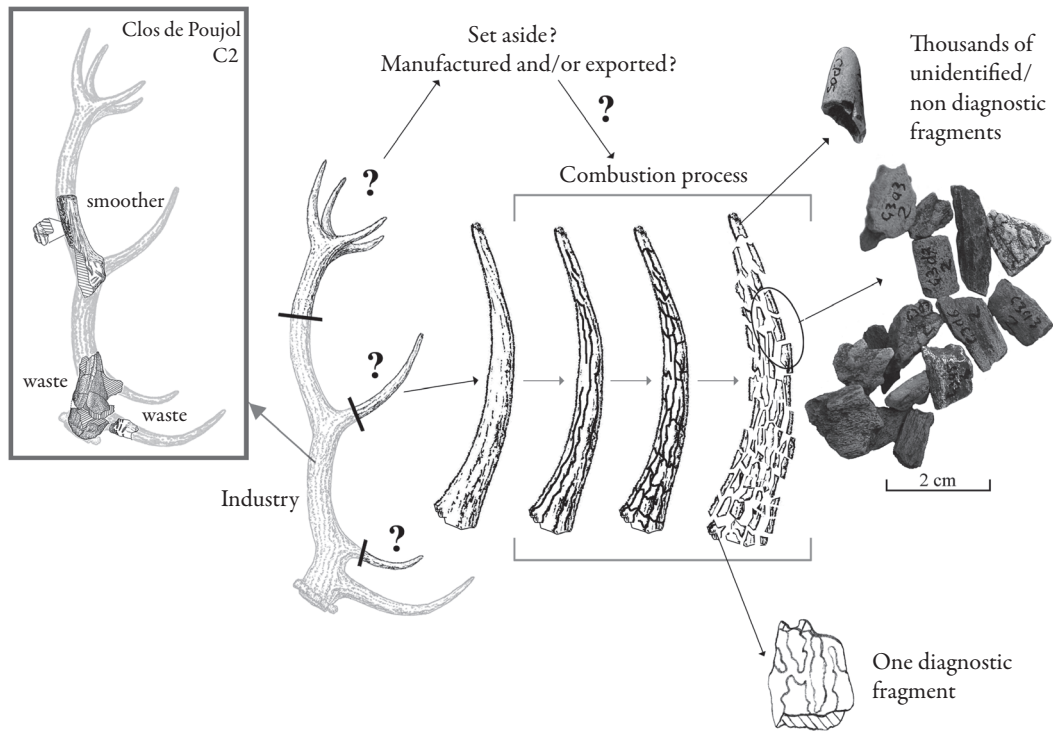 Clos de Poujol
C2
smoother
waste
waste
Set aside?
Manufactured and/or exported?
?
?
?
?
Industry
Combustion process
Thousands of
unidentified/
non diagnostic
fragments
2 cm
One diagnostic
fragment